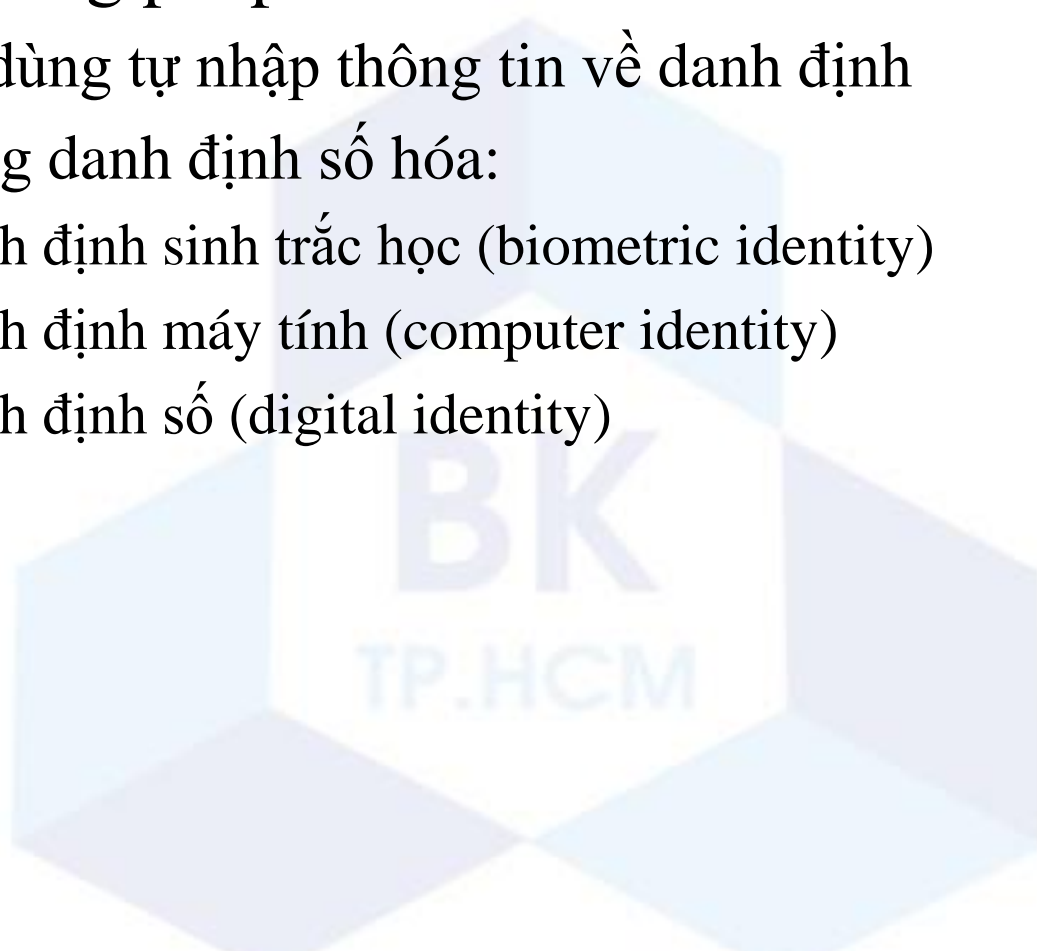 dùng tự nhập thông tin về danh định
g danh định số hóa:
h định sinh trắc học (biometric identity)
h định máy tính (computer identity)
h định số (digital identity)
BK
TP.HCM